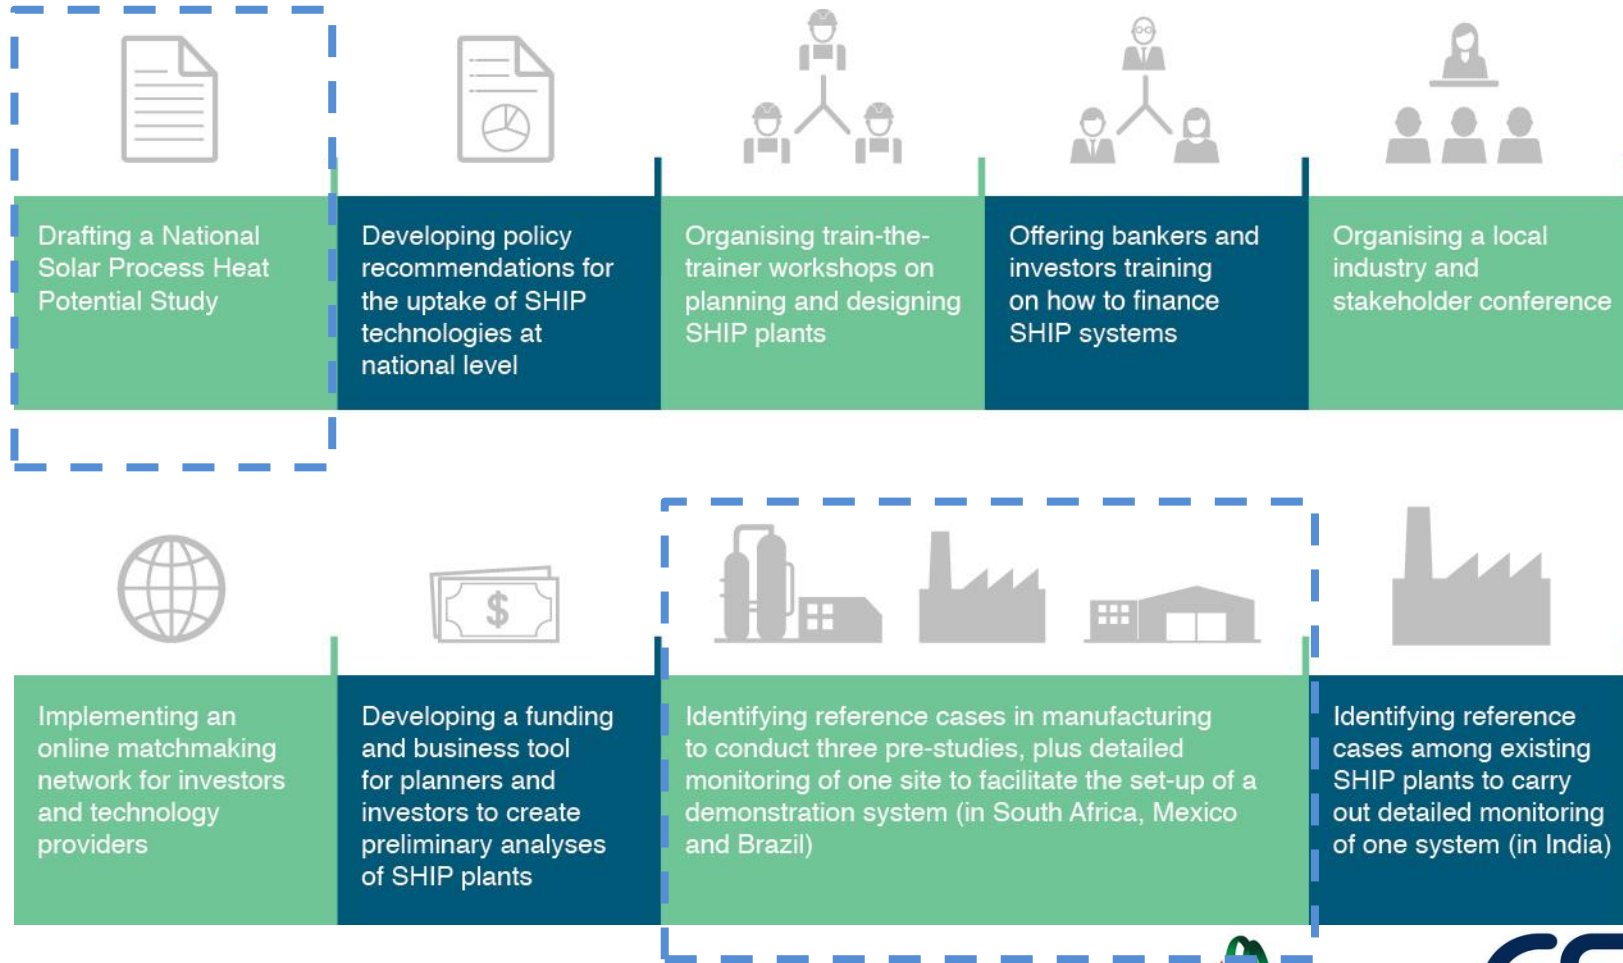 Drafting a National
Solar Process Heat
Potential Study
Developing policy
recommendations for
the uptake of SHIP
technologies at
national level
Organising train-the-
trainer workshops on
planning and designing
SHIP plants
Offering bankers and
investors training
on how to finance
SHIP systems
Organising a local
industry and
stakeholder conference
$
Implementing an
online matchmaking
network for investors
and technology
providers
Developing a funding
and business tool
for planners and
investors to create
preliminary analyses
of SHIP plants
Identifying reference cases in manufacturing
to conduct three pre-studies, plus detailed
monitoring of one site to facilitate the set-up of a
demonstration system (in South Africa, Mexico
and Brazil)
Identifying reference
cases among existing
SHIP plants to carry
out detailed monitoring
of one system (in India)